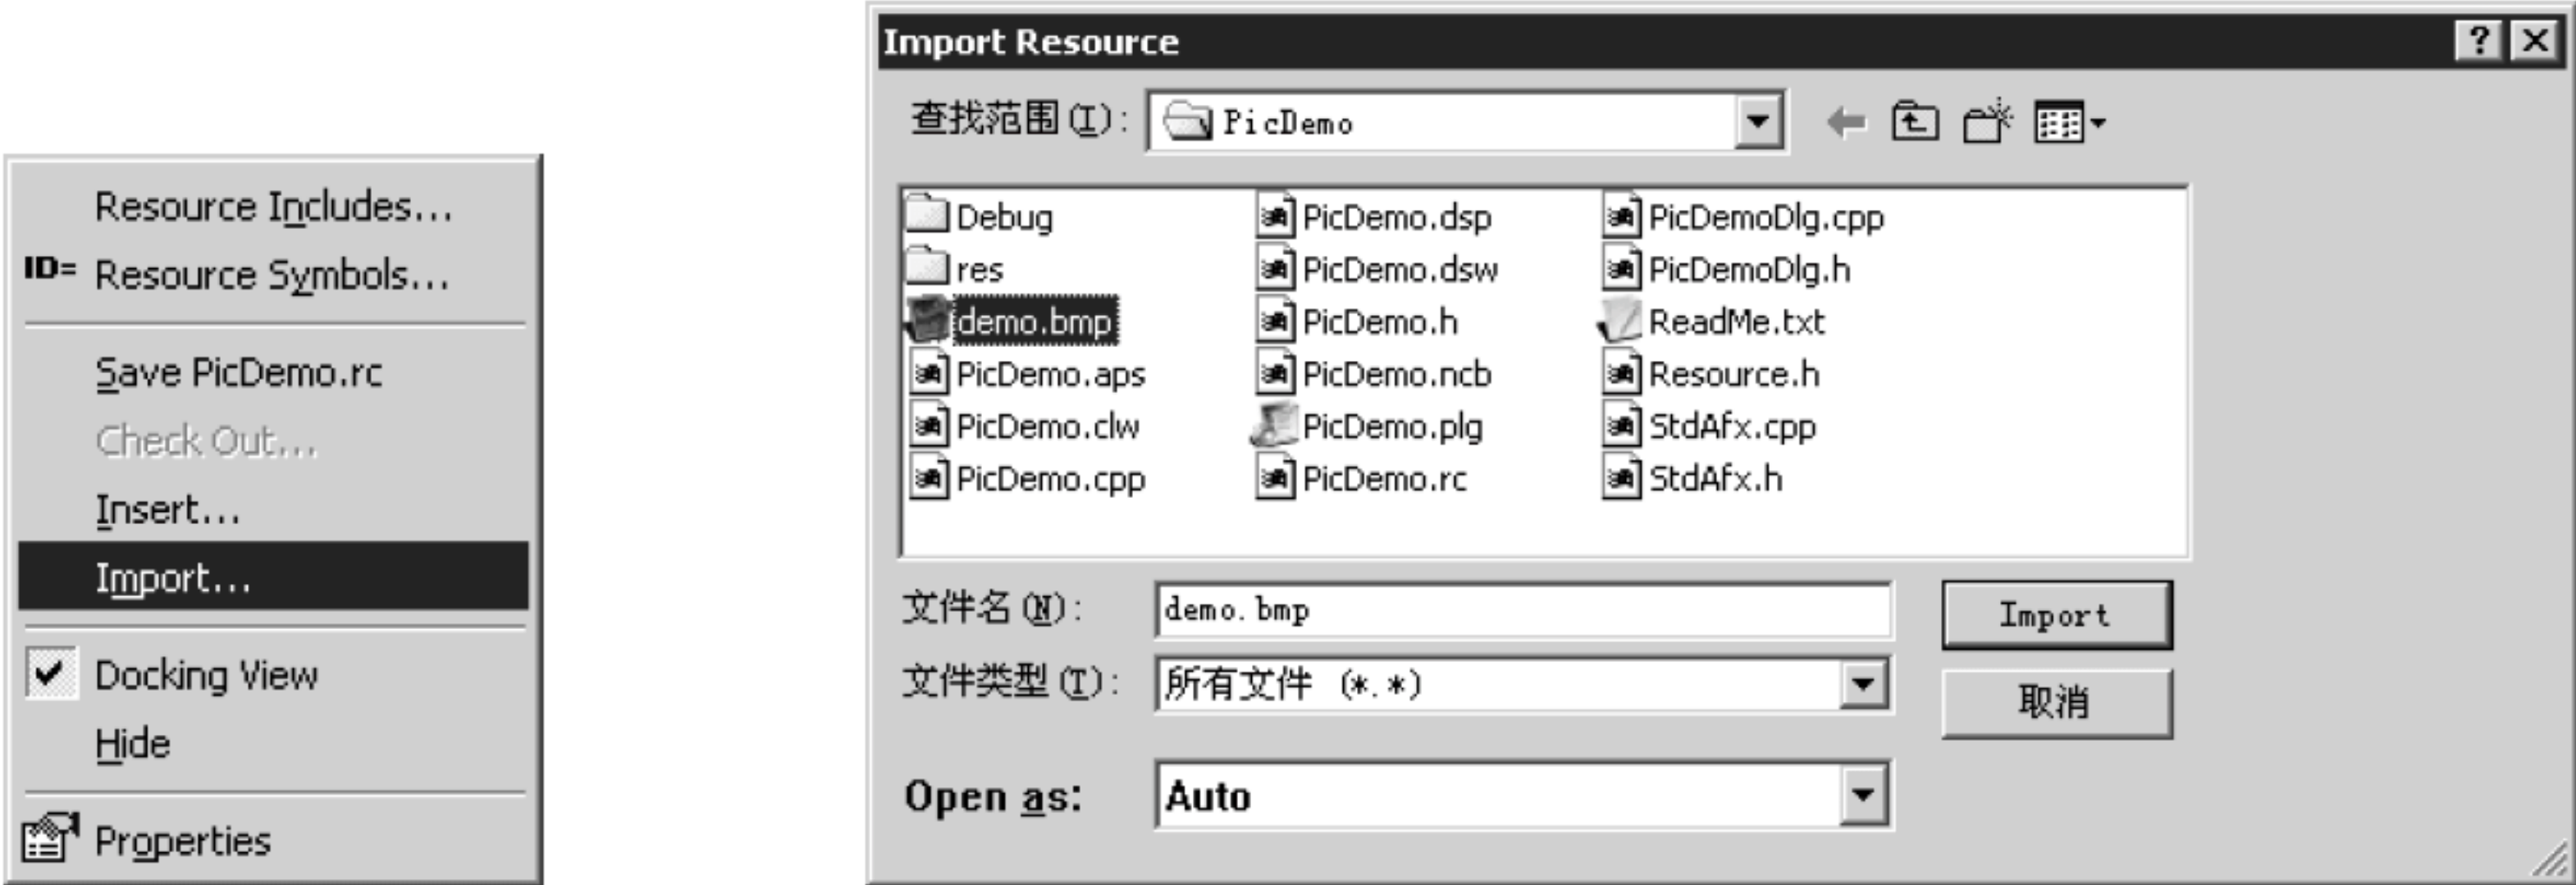 Resource Includes...
ID= Resource Symbols...
Save PicDemo.rc
Check Out...
Insert...
Import...
Docking View
Hide
Properties
Import Resource
查找范围(I): PicDemo
Debug
res
demo.bmp
PicDemo.aps
PicDemo.clw
PicDemo.cpp
PicDemo.dsp
PicDemo.dsw
PicDemo.h
PicDemo.ncb
PicDemo.plg
PicDemo.rc
PicDemoDlg.cpp
PicDemoDlg.h
ReadMe.txt
Resource.h
StdAfx.cpp
StdAfx.h
文件名(N): demo.bmp Import
文件类型(T): 所有文件 (*.*) 取消
Open as: Auto